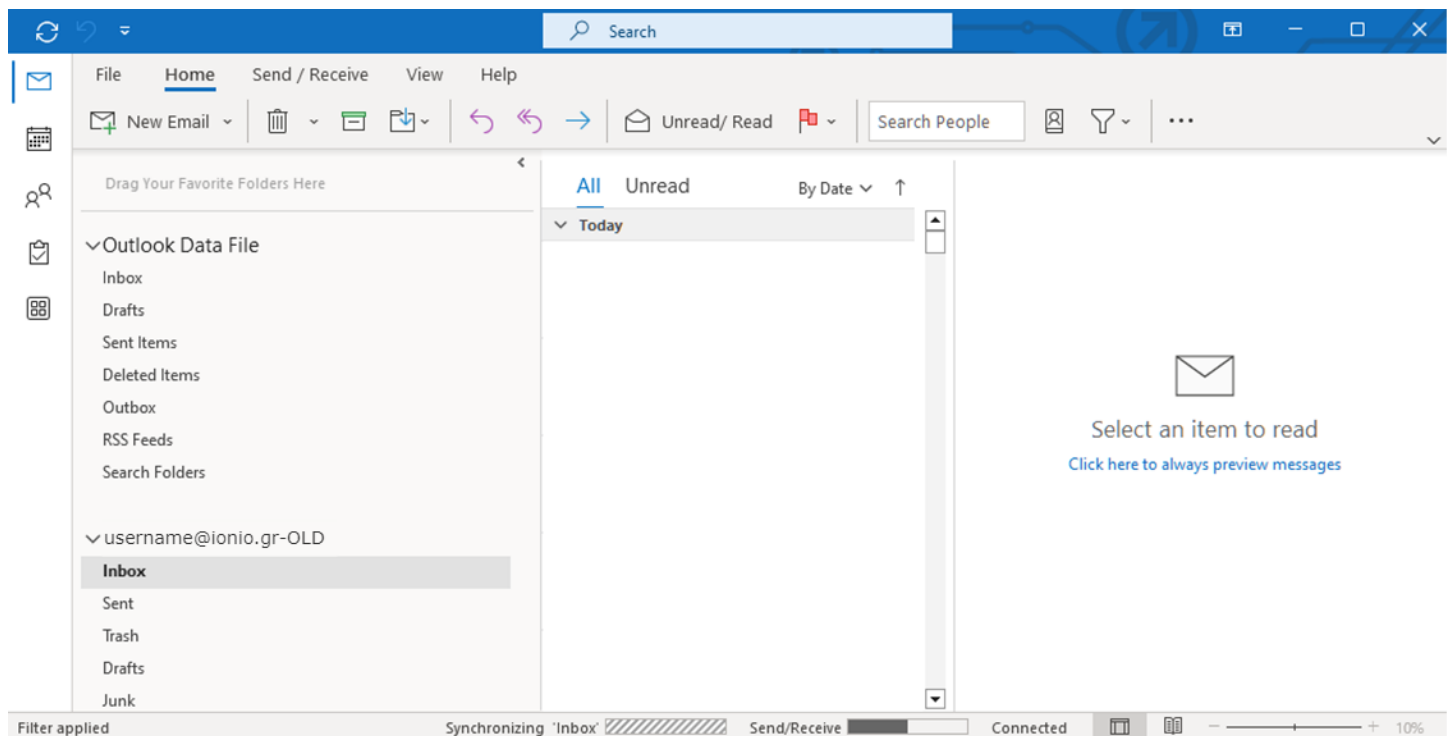 Search
File Home Send / Receive View Help
New Email Unread/ Read Search People ...
Drag Your Favorite Folders Here
All Unread By Date
Today
Outlook Data File
Inbox
Drafts
Sent Items
Deleted Items
Outbox
RSS Feeds
Search Folders
username@ionio.gr-OLD
Inbox
Sent
Trash
Drafts
Junk
Select an item to read
Click here to always preview messages
Filter applied Synchronizing 'Inbox' Send/Receive Connected 10%